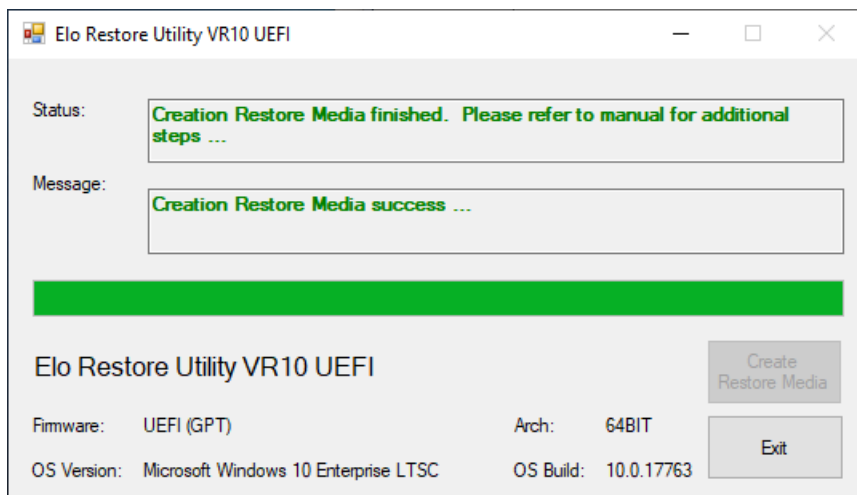 Elo Restore Utility VR10 UEFI
Status:
Creation Restore Media finished.  Please refer to manual for additional
steps ...
Message:
Creation Restore Media success ...
Elo Restore Utility VR10 UEFI
Create
Restore Media
Firmware: UEFI (GPT) Arch: 64BIT
Exit
OS Version: Microsoft Windows 10 Enterprise LTSC OS Build: 10.0.17763